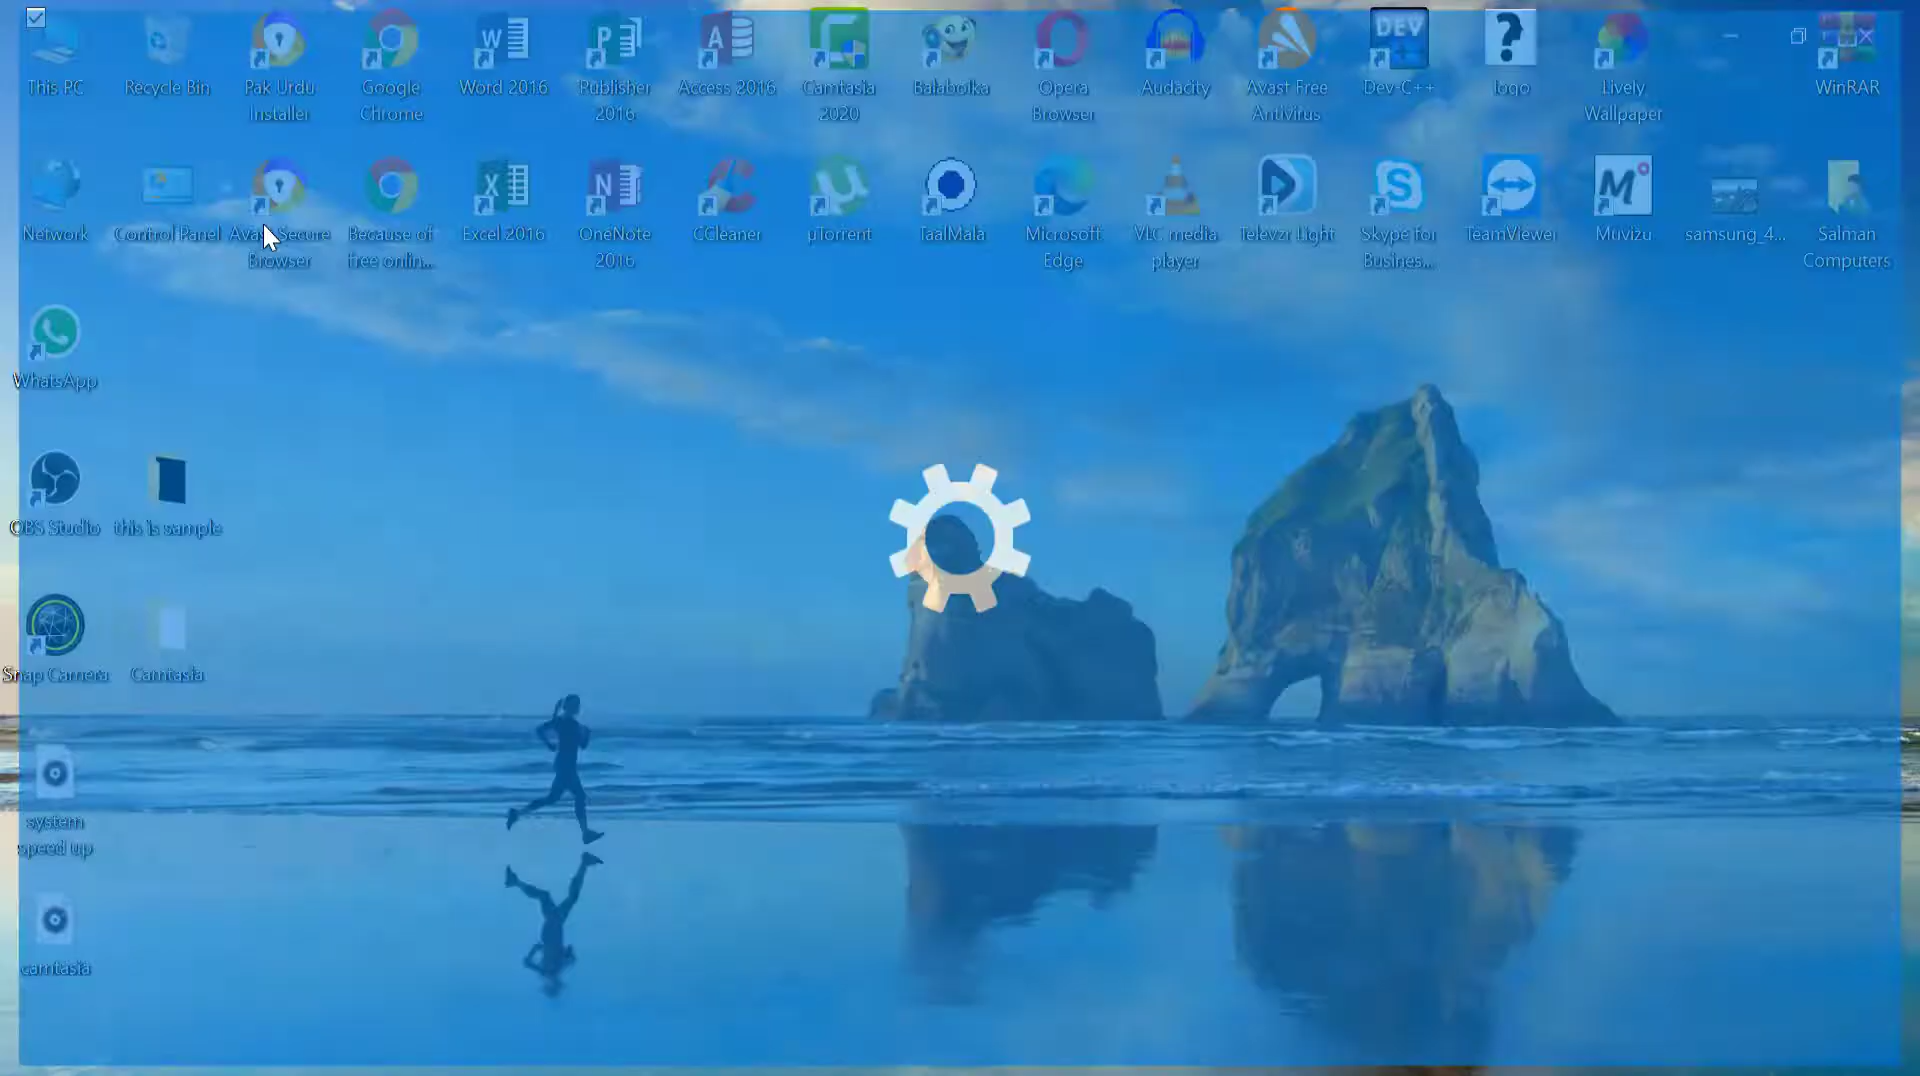 This PC
Recycle Bin
Pak Urdu
Installer
Google
Chrome
Word 2016
Publisher
2016
Access 2016
Camtasia
2020
Balabolka
Opera
Browser
Audacity
Avast Free
Antivirus
DEV
Dev-C++
logo
Lively
Wallpaper
WinRAR
Network
Control Panel
Avast Secure
Browser
Because of
free onlin...
Excel 2016
OneNote
2016
CCleaner
µTorrent
TaalMala
Microsoft
Edge
VLC media
player
Televzr Light
Skype for
Busines...
TeamViewer
Muvizu
samsung_4...
Salman
Computers
WhatsApp
OBS Studio
this is sample
Snap Camera
Camtasia
system
speed up
camtasia